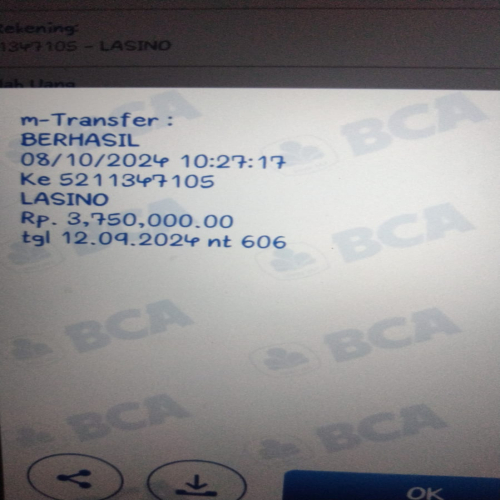 Rekening:
1347105 - LASINO
lah Uang
m-Transfer :
BERHASIL
08/10/2024 10:27:17
Ke 5211347105
LASINO
Rp. 3,750,000.00
tgl 12.09.2024 nt 606
BCA
BCA
BCA
BCA
BCA
BCA
BCA
BCA
OK